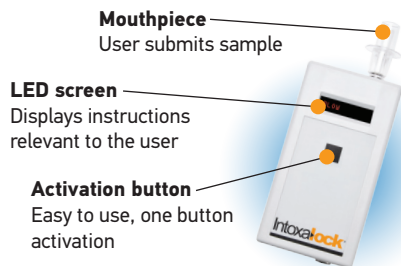 Mouthpiece
User submits sample
LED screen
Displays instructions
relevant to the user
BLOW
Activation button
Easy to use, one button
activation
Intoxalock